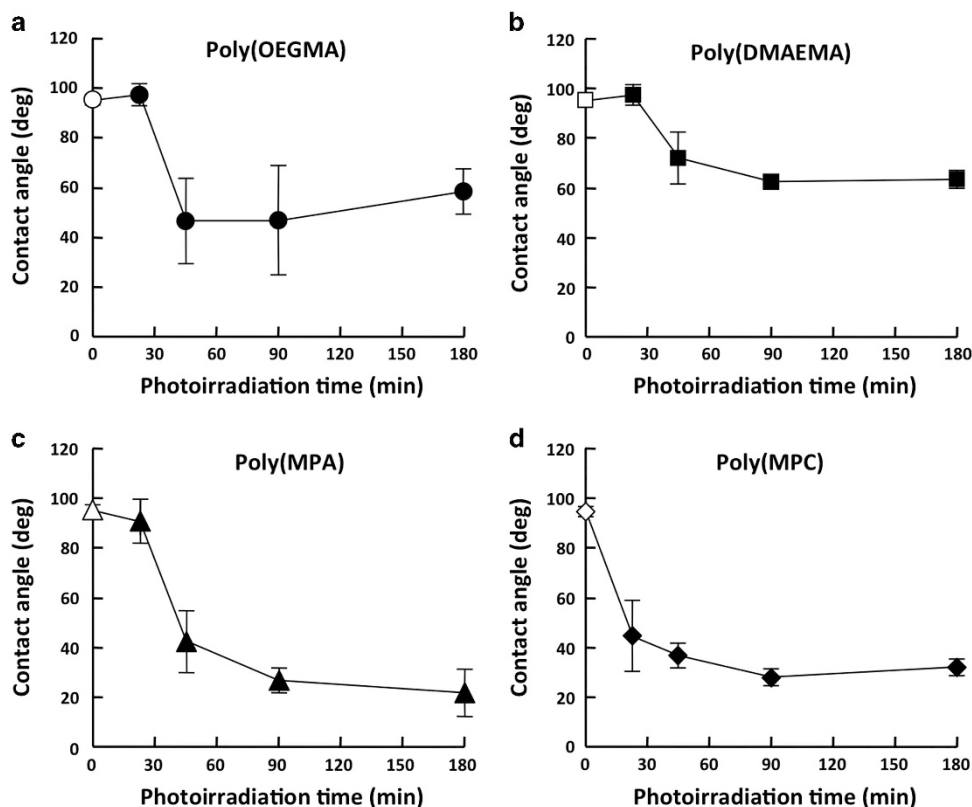 a
Poly(OEGMA)
120
100
80
60
40
20
0
Contact angle (deg)
0 30 60 90 120 150 180
Photoirradiation time (min)
b
Poly(DMAEMA)
120
100
80
60
40
20
0
Contact angle (deg)
0 30 60 90 120 150 180
Photoirradiation time (min)
c
Poly(MPA)
120
100
80
60
40
20
0
Contact angle (deg)
0 30 60 90 120 150 180
Photoirradiation time (min)
d
Poly(MPC)
120
100
80
60
40
20
0
Contact angle (deg)
0 30 60 90 120 150 180
Photoirradiation time (min)